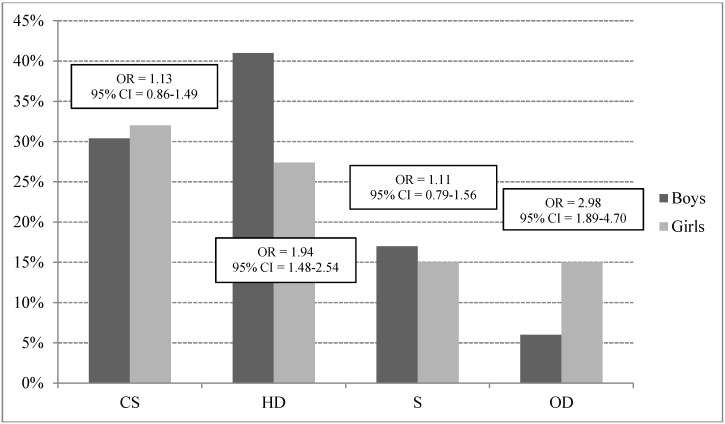 45%
40%
35%
30%
25%
20%
15%
10%
5%
0%
OR = 1.13
95% CI = 0.86-1.49
OR = 1.94
95% CI = 1.48-2.54
OR = 1.11
95% CI = 0.79-1.56
OR = 2.98
95% CI = 1.89-4.70
Boys
Girls
CS
HD
S
OD